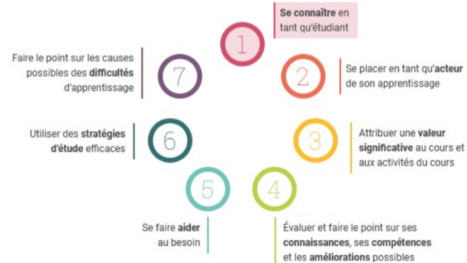 Se connaître en
tant qu'étudiant
1
2
Se placer en tant qu'acteur
de son apprentissage
3
Attribuer une valeur
significative au cours et
aux activités du cours
4
Évaluer et faire le point sur ses
connaissances, ses compétences
et les améliorations possibles
5
Se faire aider
au besoin
6
Utiliser des stratégies
d'étude efficaces
7
Faire le point sur les causes
possibles des difficultés
d'apprentissage